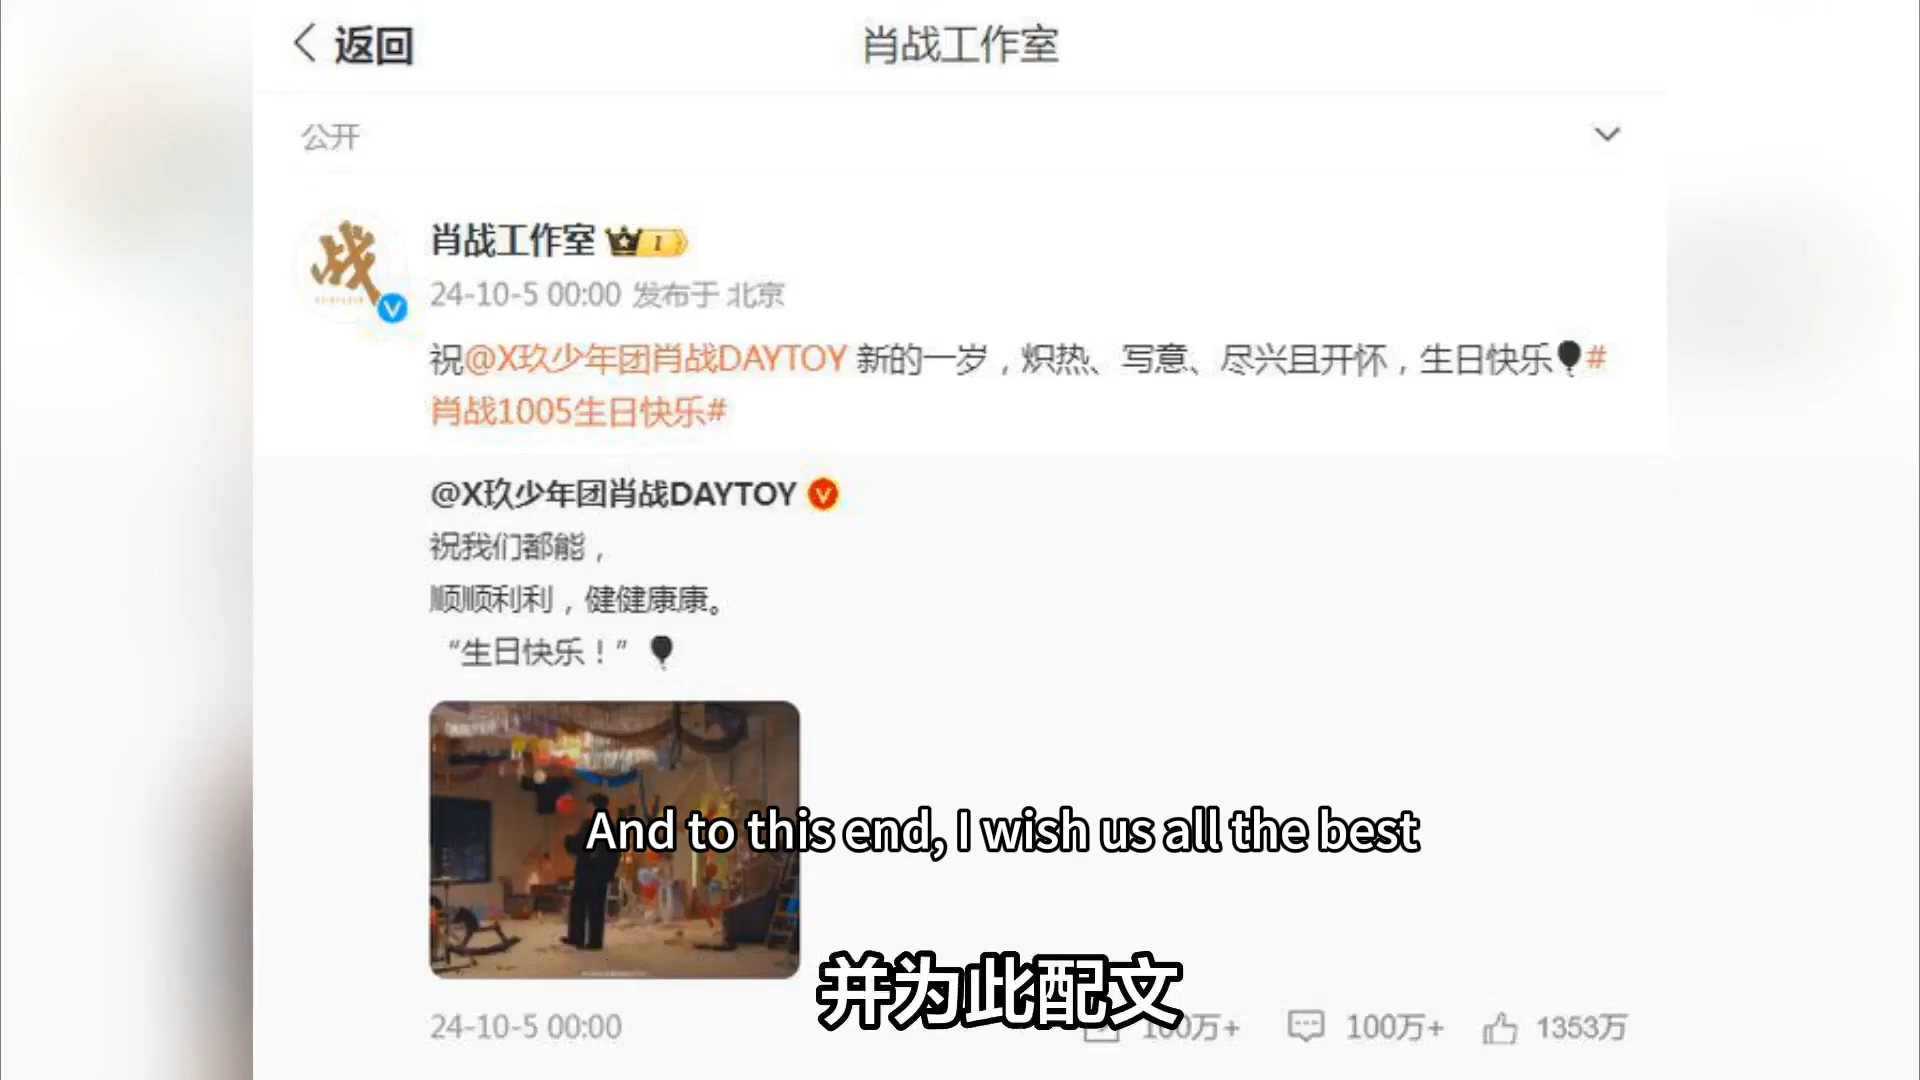 返回
肖战工作室
公开
战
肖战工作室 1
24-10-5 00:00 发布于 北京
祝@X玖少年团肖战DAYTOY 新的一岁，炽热、写意、尽兴且开怀，生日快乐🎈#
肖战1005生日快乐#
@X玖少年团肖战DAYTOY
祝我们都能，
顺顺利利，健健康康。
“生日快乐！”🎈
And to this end, I wish us all the best
并为此配文
24-10-5 00:00
100万+
100万+
1353万